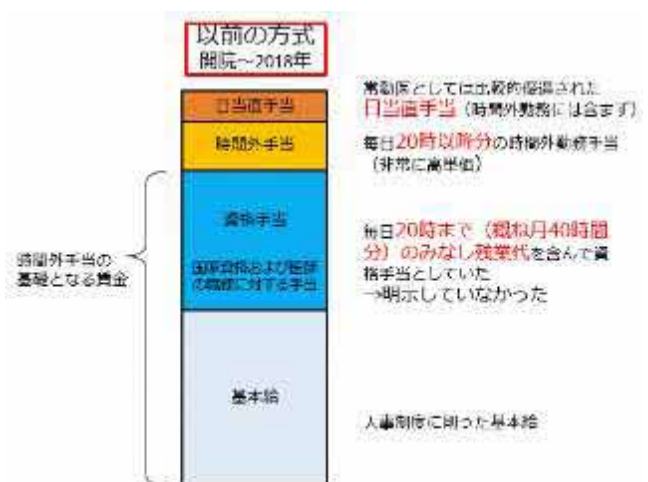 以前の方式
開院～2018年
日当直手当
時間外手当
資格手当
国家資格および医師
の職務に対する手当
基本給
時間外手当の
基礎となる賃金
常勤医としては比較的優遇された
日当直手当（時間外勤務には含まず）
毎日20時以降分の時間外勤務手当
（非常に高単価）
毎日20時まで（概ね月40時間
分）のみなし残業代を含んで資
格手当としていた
→明示していなかった
人事制度に則った基本給